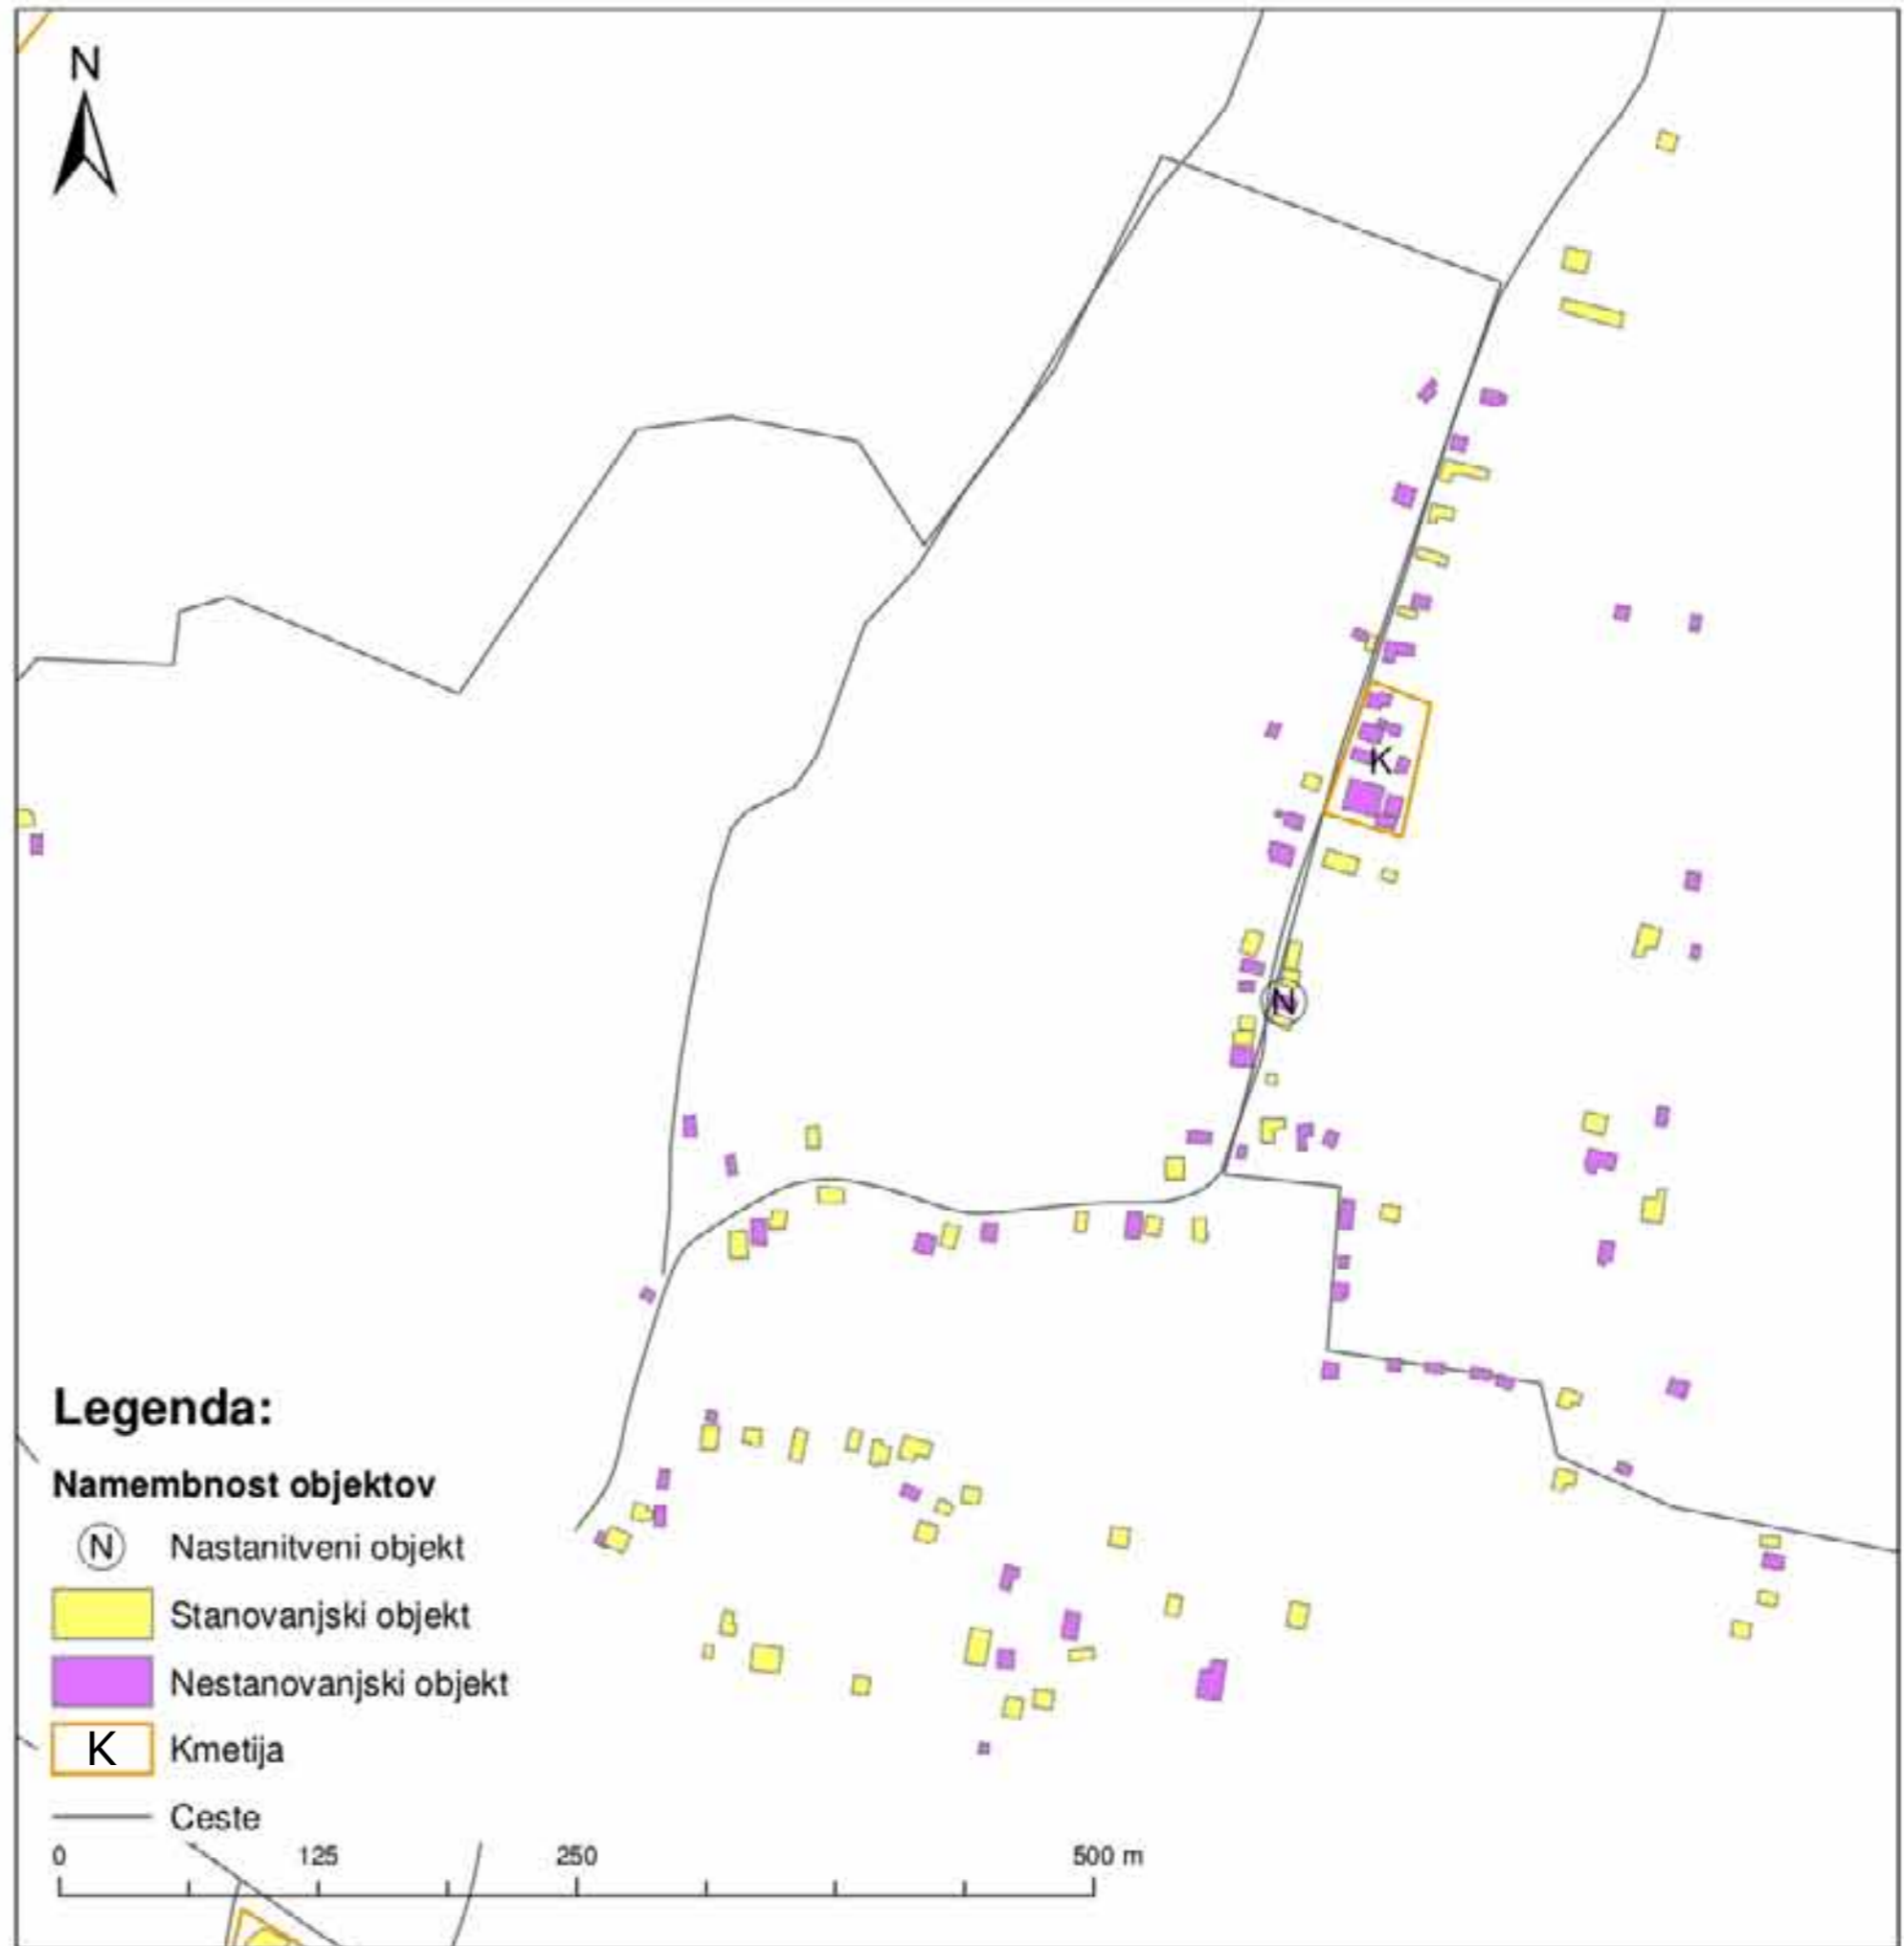 N
K
N
Legenda:
Namembnost objektov
N Nastanitveni objekt
Stanovanjski objekt
Nestanovanjski objekt
K Kmetija
Ceste
0 125 250 500 m